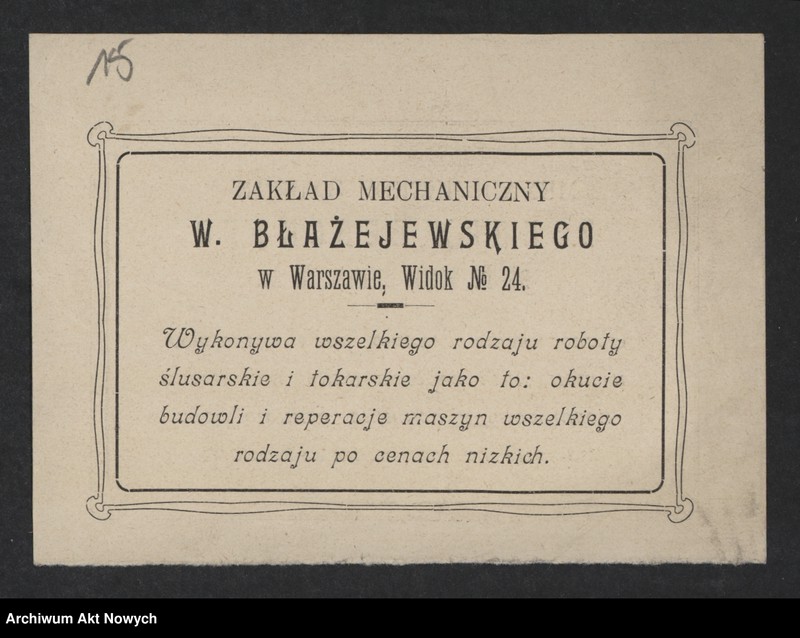 15
ZAKŁAD MECHANICZNY
W. BŁAŻEJEWSKIEGO
w Warszawie, Widok № 24.
Wykonywa wszelkiego rodzaju roboty
ślusarskie i tokarskie jako to: okucie
budowli i reperacje maszyn wszelkiego
rodzaju po cenach nizkich.
Archiwum Akt Nowych